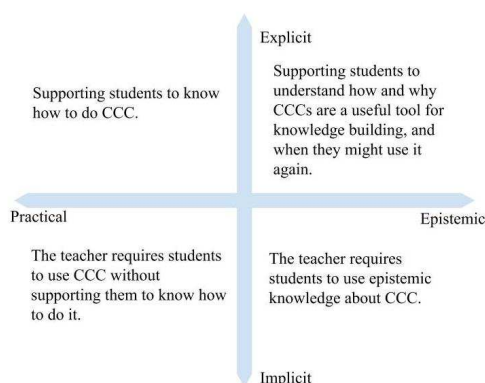 Explicit
Supporting students to know
how to do CCC.
Supporting students to
understand how and why
CCCs are a useful tool for
knowledge building, and
when they might use it
again.
Practical
Epistemic
The teacher requires students
to use CCC without
supporting them to know how
to do it.
The teacher requires
students to use epistemic
knowledge about CCC.
Implicit